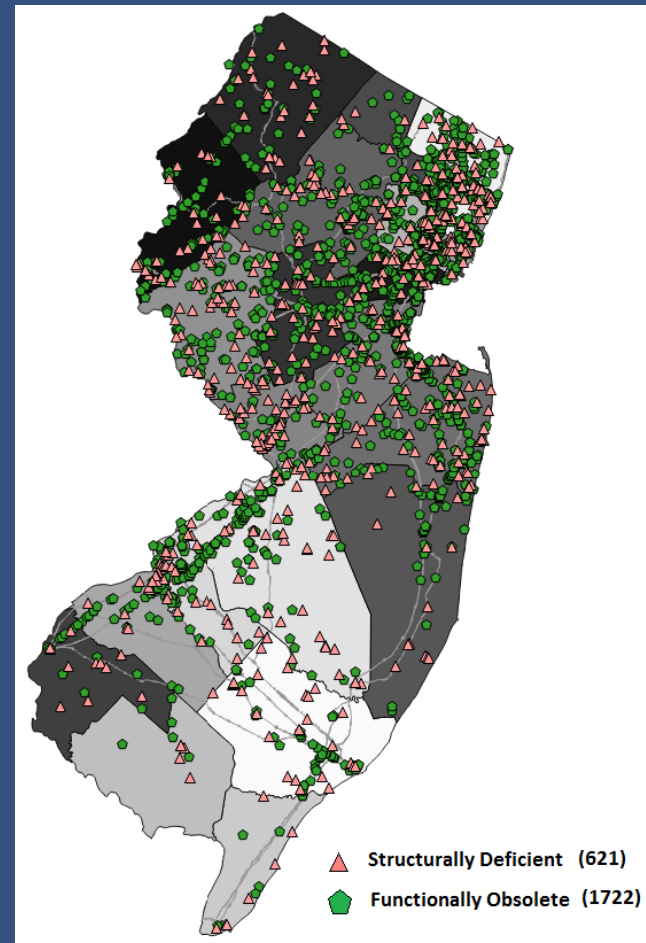 Structurally Deficient (621)
Functionally Obsolete (1722)